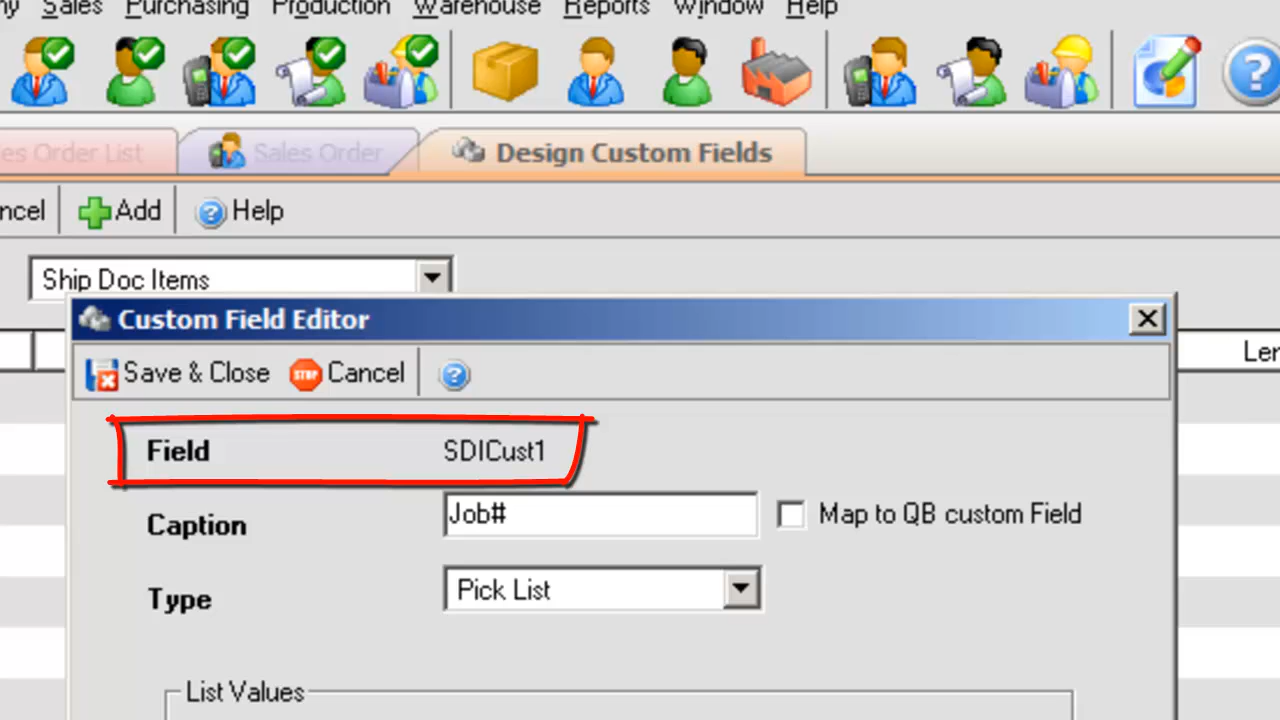 Sales Purchasing Production Warehouse Reports Window Help
Sales Order Design Custom Fields
Add Help
Ship Doc Items
Custom Field Editor
Save & Close STOP Cancel
Field SDICust1
Caption Job# Map to QB custom Field
Type Pick List
List Values